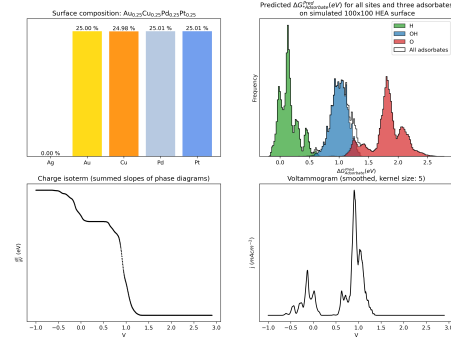 Surface composition: Au0.25Cu0.25Pd0.25Pt0.25
25.00 % 24.98 % 25.01 % 25.01 %
0.00 %
Ag Au Cu Pd Pt
Predicted ΔG^Pred_Adsorbate(eV) for all sites and three adsorbates
on simulated 100x100 HEA surface
H
OH
O
All adsorbates
Frequency
0.0 0.5 1.0 1.5 2.0 2.5
ΔG^Pred_Adsorbate(eV)
Charge isoterm (summed slopes of phase diagrams)
−1.0 −0.5 0.0 0.5 1.0 1.5 2.0 2.5 3.0
V
Voltammogram (smoothed, kernel size: 5)
j (mAcm⁻²)
−1.0 −0.5 0.0 0.5 1.0 1.5 2.0 2.5 3.0
V